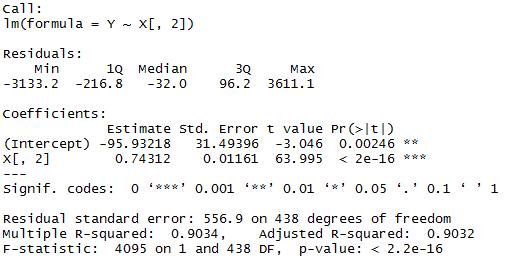 Call:
lm(formula = Y ~ X[, 2])
Residuals:
    Min      1Q  Median      3Q     Max
-3133.2  -216.8   -32.0    96.2  3611.1
Coefficients:
             Estimate Std. Error t value Pr(>|t|)
(Intercept) -95.93218   31.49396  -3.046  0.00246 **
X[, 2]        0.74312    0.01161  63.995  < 2e-16 ***
---
Signif. codes:  0 ‘***’ 0.001 ‘**’ 0.01 ‘*’ 0.05 ‘.’ 0.1 ‘ ’ 1
Residual standard error: 556.9 on 438 degrees of freedom
Multiple R-squared:  0.9034,    Adjusted R-squared:  0.9032
F-statistic:  4095 on 1 and 438 DF,  p-value: < 2.2e-16